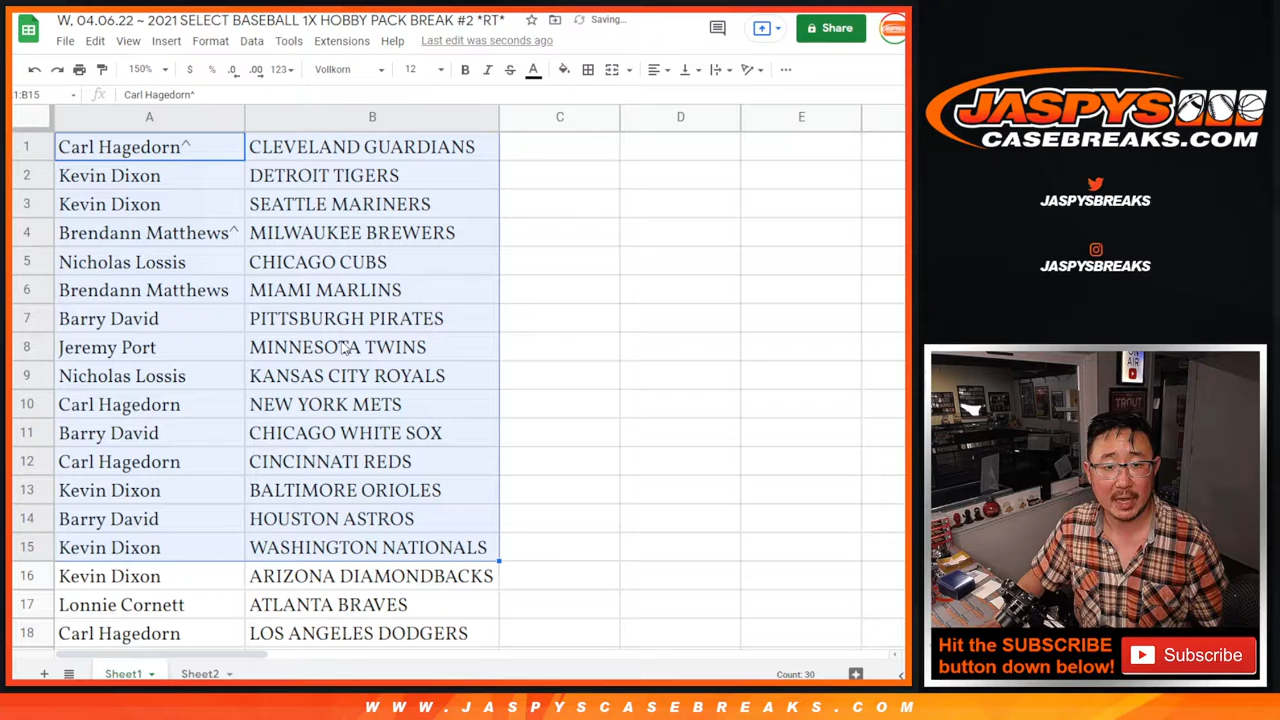 W, 04.06.22 ~ 2021 SELECT BASEBALL 1X HOBBY PACK BREAK #2 *RT*
Saving...
File Edit View Insert Format Data Tools Extensions Help Last edit was seconds ago
Share
150% $ % .0 .00 123 Vollkorn 12 B I S A
1:B15 fx Carl Hagedorn^
A B C D E
1 Carl Hagedorn^ CLEVELAND GUARDIANS
2 Kevin Dixon DETROIT TIGERS
3 Kevin Dixon SEATTLE MARINERS
4 Brendann Matthews^ MILWAUKEE BREWERS
5 Nicholas Lossis CHICAGO CUBS
6 Brendann Matthews MIAMI MARLINS
7 Barry David PITTSBURGH PIRATES
8 Jeremy Port MINNESOTA TWINS
9 Nicholas Lossis KANSAS CITY ROYALS
10 Carl Hagedorn NEW YORK METS
11 Barry David CHICAGO WHITE SOX
12 Carl Hagedorn CINCINNATI REDS
13 Kevin Dixon BALTIMORE ORIOLES
14 Barry David HOUSTON ASTROS
15 Kevin Dixon WASHINGTON NATIONALS
16 Kevin Dixon ARIZONA DIAMONDBACKS
17 Lonnie Cornett ATLANTA BRAVES
18 Carl Hagedorn LOS ANGELES DODGERS
Sheet1 Sheet2 Count: 30
JASPYS
CASEBREAKS.COM
JASPYSBREAKS
JASPYSBREAKS
ON
AIR
TROUT
Hit the SUBSCRIBE
button down below!
Subscribe
WWW.JASPYSCASEBREAKS.COM